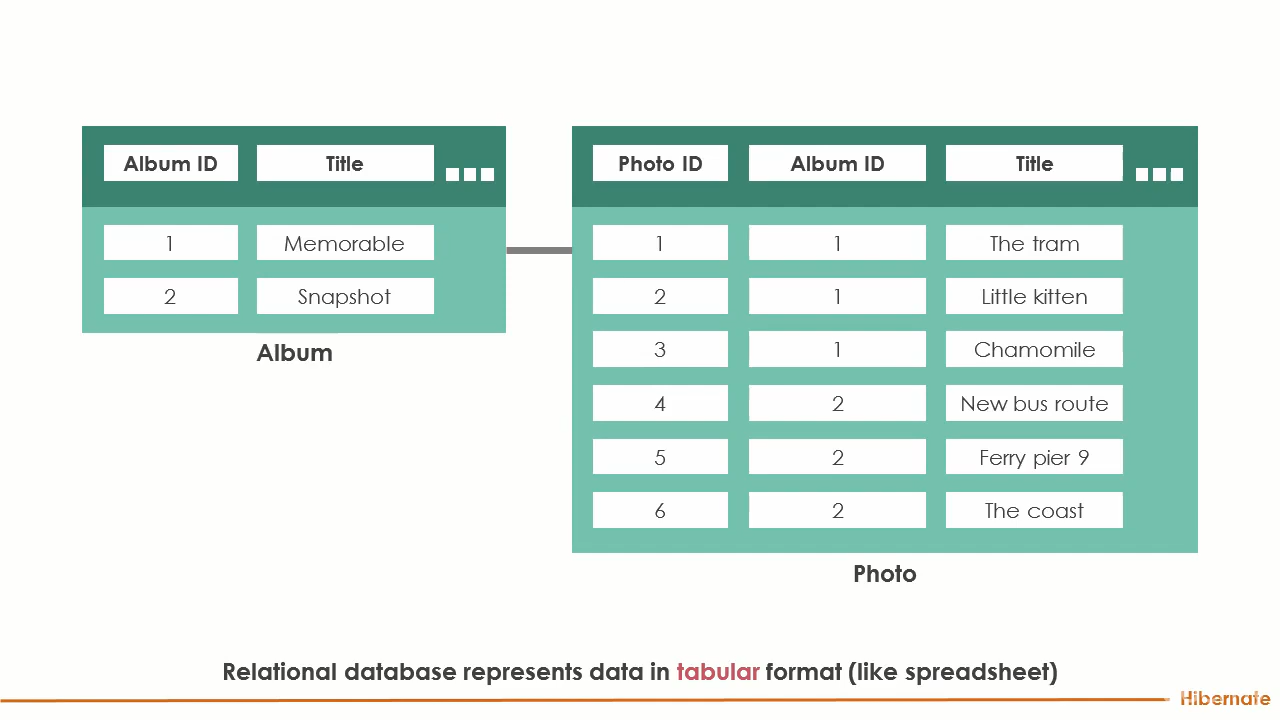 Album ID Title
1 Memorable
2 Snapshot
Album
Photo ID Album ID Title
1 1 The tram
2 1 Little kitten
3 1 Chamomile
4 2 New bus route
5 2 Ferry pier 9
6 2 The coast
Photo
Relational database represents data in tabular format (like spreadsheet)
Hibernate